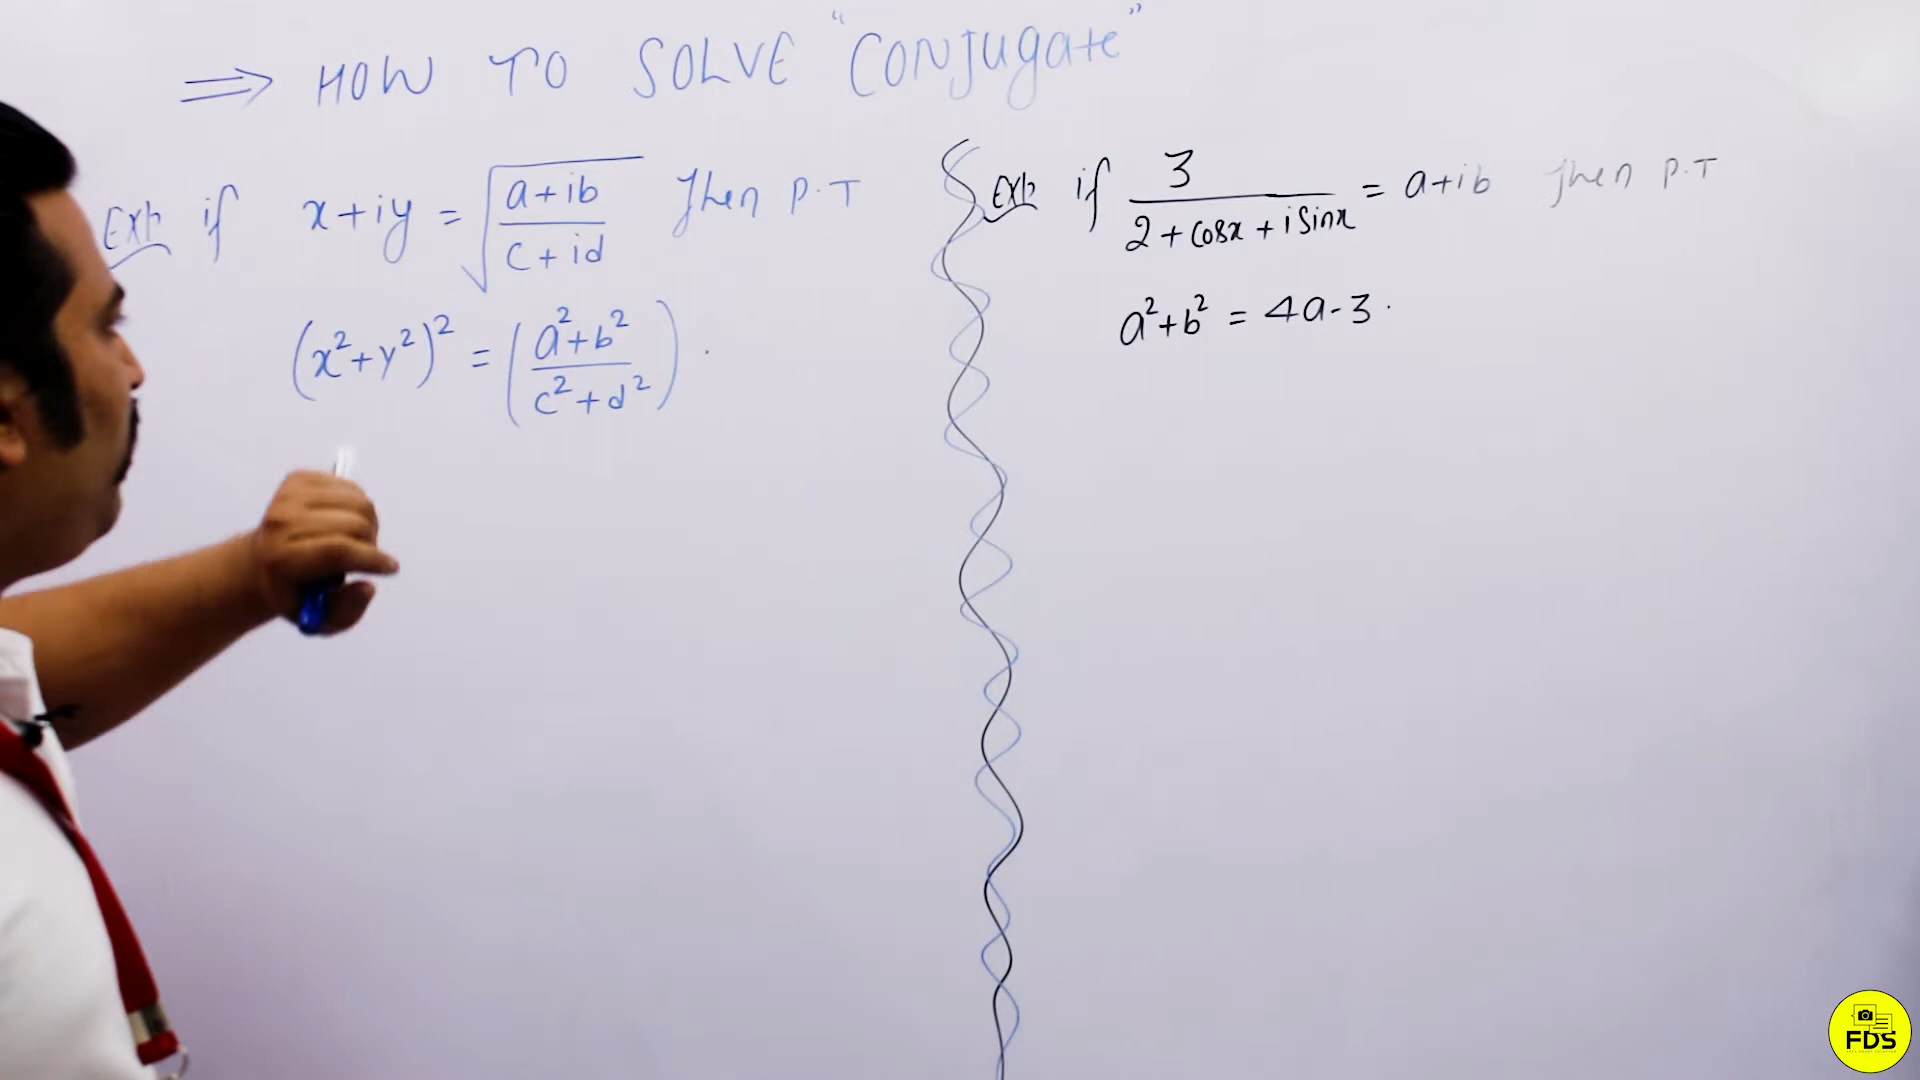 ⇒ HOW TO SOLVE "CONJugate"
Exp if x+iy = √((a+ib)/(c+id)) Then P.T
(x²+y²)² = ((a²+b²)/(c²+d²)).
Exp if 3/(2+cosx+isinx) = a+ib Then P.T
a²+b² = 4a-3.
FDS